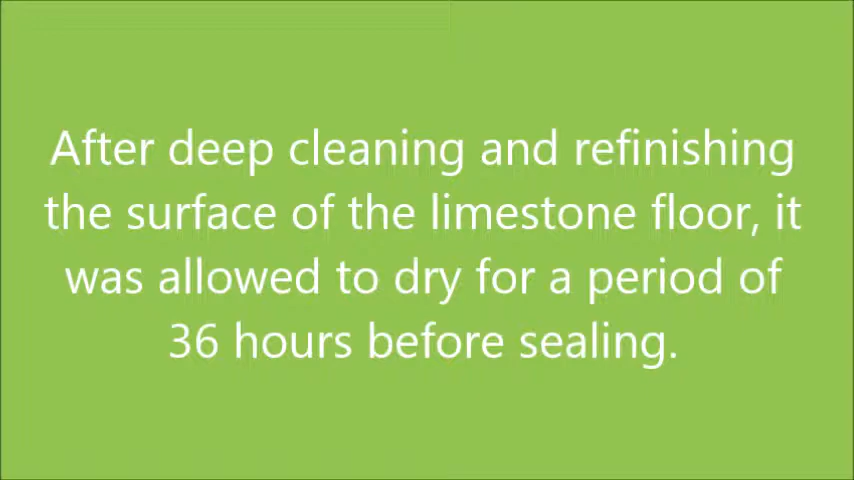 After deep cleaning and refinishing
the surface of the limestone floor, it
was allowed to dry for a period of
36 hours before sealing.